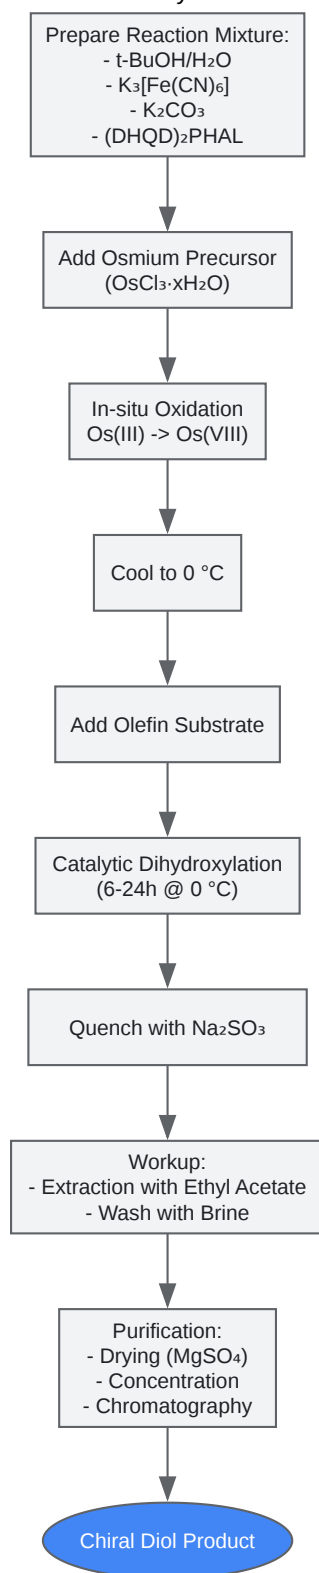 Prepare Reaction Mixture:
- t-BuOH/H₂O
- K₃[Fe(CN)₆]
- K₂CO₃
- (DHQD)₂PHAL
Add Osmium Precursor
(OsCl₃·xH₂O)
In-situ Oxidation
Os(III) -> Os(VIII)
Cool to 0 °C
Add Olefin Substrate
Catalytic Dihydroxylation
(6-24h @ 0 °C)
Quench with Na₂SO₃
Workup:
- Extraction with Ethyl Acetate
- Wash with Brine
Purification:
- Drying (MgSO₄)
- Concentration
- Chromatography
Chiral Diol Product